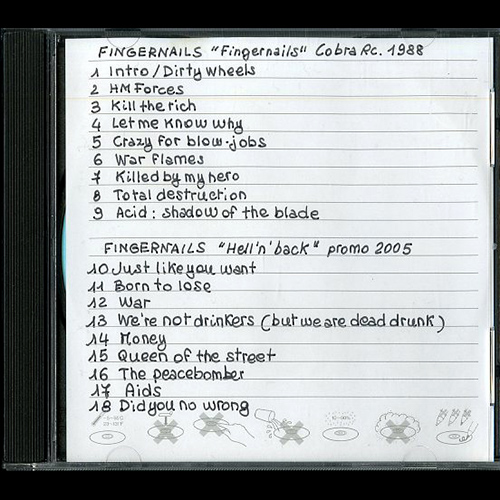 FINGERNAILS "Fingernails" Cobra Rc. 1988
1 Intro / Dirty wheels
2 HM Forces
3 Kill the rich
4 Let me know why
5 Crazy for blow-jobs
6 War flames
7 Killed by my hero
8 Total destruction
9 Acid: shadow of the blade
FINGERNAILS "Hell'n'back" promo 2005
10 Just like you want
11 Born to lose
12 War
13 We're not drinkers (but we are dead drunk)
14 Money
15 Queen of the street
16 The peacebomber
17 Aids
18 Did you no wrong